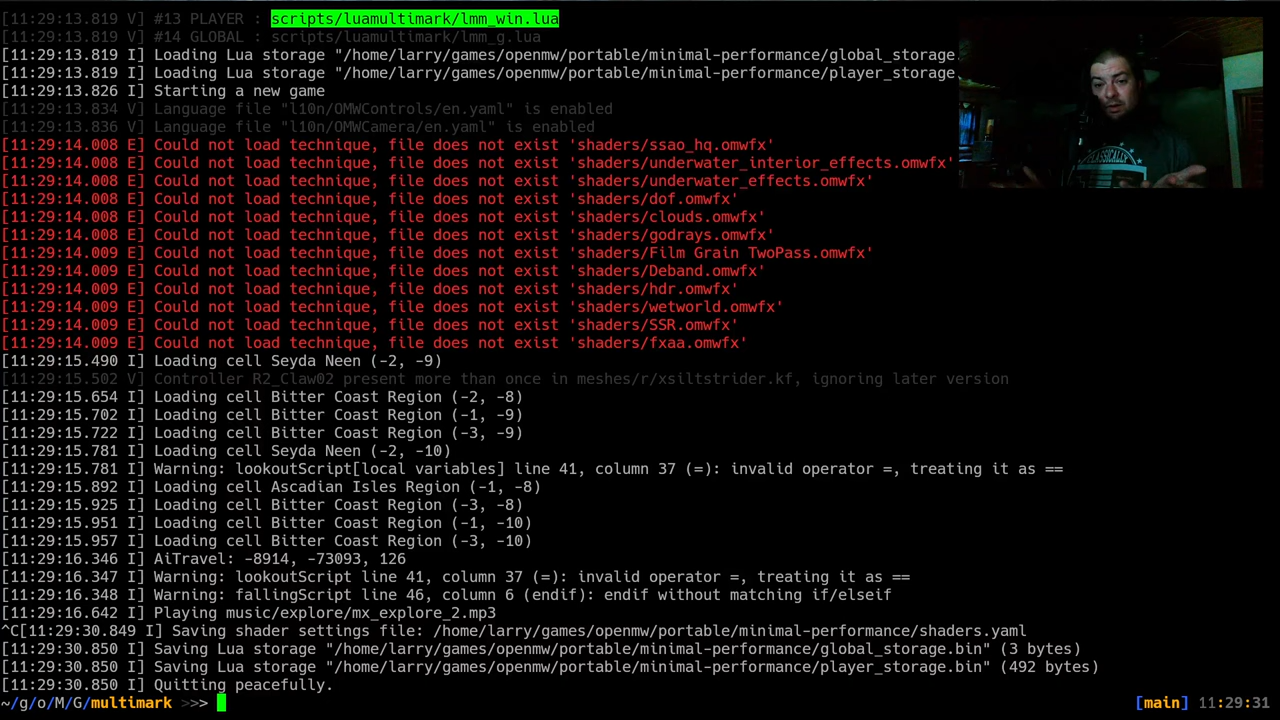 [11:29:13.819 V] #13 PLAYER : scripts/luamultimark/lmm_win.lua
[11:29:13.819 V] #14 GLOBAL : scripts/luamultimark/lmm_g.lua
[11:29:13.819 I] Loading Lua storage "/home/larry/games/openmw/portable/minimal-performance/global_storage
[11:29:13.819 I] Loading Lua storage "/home/larry/games/openmw/portable/minimal-performance/player_storage
[11:29:13.826 I] Starting a new game
[11:29:13.834 V] Language file "l10n/OMWControls/en.yaml" is enabled
[11:29:13.836 V] Language file "l10n/OMWCamera/en.yaml" is enabled
[11:29:14.008 E] Could not load technique, file does not exist 'shaders/ssao_hq.omwfx'
[11:29:14.008 E] Could not load technique, file does not exist 'shaders/underwater_interior_effects.omwfx'
[11:29:14.008 E] Could not load technique, file does not exist 'shaders/underwater_effects.omwfx'
[11:29:14.008 E] Could not load technique, file does not exist 'shaders/dof.omwfx'
[11:29:14.008 E] Could not load technique, file does not exist 'shaders/clouds.omwfx'
[11:29:14.008 E] Could not load technique, file does not exist 'shaders/godrays.omwfx'
[11:29:14.009 E] Could not load technique, file does not exist 'shaders/Film Grain TwoPass.omwfx'
[11:29:14.009 E] Could not load technique, file does not exist 'shaders/Deband.omwfx'
[11:29:14.009 E] Could not load technique, file does not exist 'shaders/hdr.omwfx'
[11:29:14.009 E] Could not load technique, file does not exist 'shaders/wetworld.omwfx'
[11:29:14.009 E] Could not load technique, file does not exist 'shaders/SSR.omwfx'
[11:29:14.009 E] Could not load technique, file does not exist 'shaders/fxaa.omwfx'
[11:29:15.490 I] Loading cell Seyda Neen (-2, -9)
[11:29:15.502 V] Controller R2_Claw02 present more than once in meshes/r/xsiltstrider.kf, ignoring later version
[11:29:15.654 I] Loading cell Bitter Coast Region (-2, -8)
[11:29:15.702 I] Loading cell Bitter Coast Region (-1, -9)
[11:29:15.722 I] Loading cell Bitter Coast Region (-3, -9)
[11:29:15.781 I] Loading cell Seyda Neen (-2, -10)
[11:29:15.781 I] Warning: lookoutScript[local variables] line 41, column 37 (=): invalid operator =, treating it as ==
[11:29:15.892 I] Loading cell Ascadian Isles Region (-1, -8)
[11:29:15.925 I] Loading cell Bitter Coast Region (-3, -8)
[11:29:15.951 I] Loading cell Bitter Coast Region (-1, -10)
[11:29:15.957 I] Loading cell Bitter Coast Region (-3, -10)
[11:29:16.346 I] AiTravel: -8914, -73093, 126
[11:29:16.347 I] Warning: lookoutScript line 41, column 37 (=): invalid operator =, treating it as ==
[11:29:16.348 I] Warning: fallingScript line 46, column 6 (endif): endif without matching if/elseif
[11:29:16.642 I] Playing music/explore/mx_explore_2.mp3
^C[11:29:30.849 I] Saving shader settings file: /home/larry/games/openmw/portable/minimal-performance/shaders.yaml
[11:29:30.850 I] Saving Lua storage "/home/larry/games/openmw/portable/minimal-performance/global_storage.bin" (3 bytes)
[11:29:30.850 I] Saving Lua storage "/home/larry/games/openmw/portable/minimal-performance/player_storage.bin" (492 bytes)
[11:29:30.850 I] Quitting peacefully.
~/g/o/M/G/multimark >>> [main] 11:29:31
CLASSICALLY